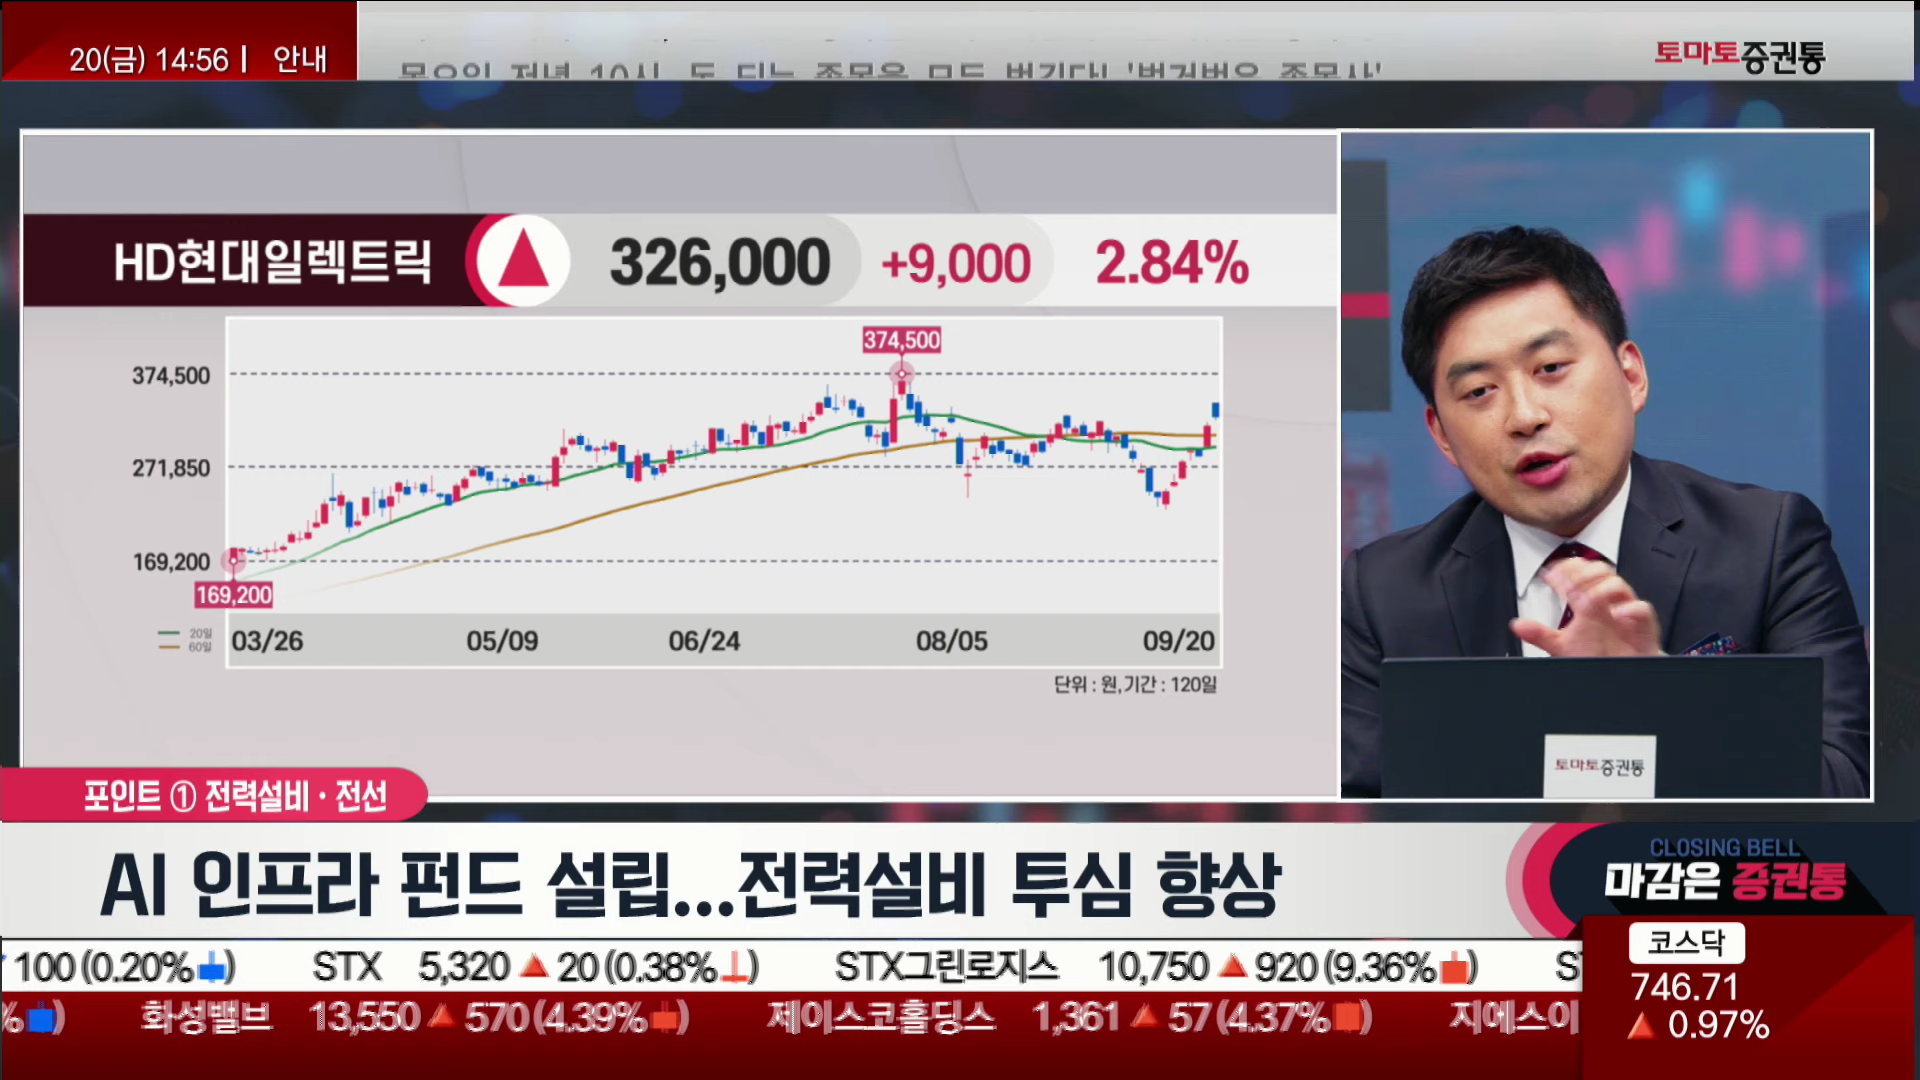 20(금) 14:56 | 안내
토마토증권통
HD현대일렉트릭 ▲ 326,000 +9,000 2.84%
374,500
374,500
271,850
169,200
169,200
20일
60일
03/26 05/09 06/24 08/05 09/20
단위 : 원,기간 : 120일
토마토증권통
포인트 ① 전력설비 · 전선
AI 인프라 펀드 설립...전력설비 투심 향상
CLOSING BELL
마감은 증권통
100 (0.20%) STX 5,320 ▲ 20 (0.38%) STX그린로지스 10,750 ▲ 920 (9.36%) S
%) 화성밸브 13,550 ▲ 570 (4.39%) 제이스코홀딩스 1,361 ▲ 57 (4.37%) 지에스이
코스닥
746.71
▲ 0.97%